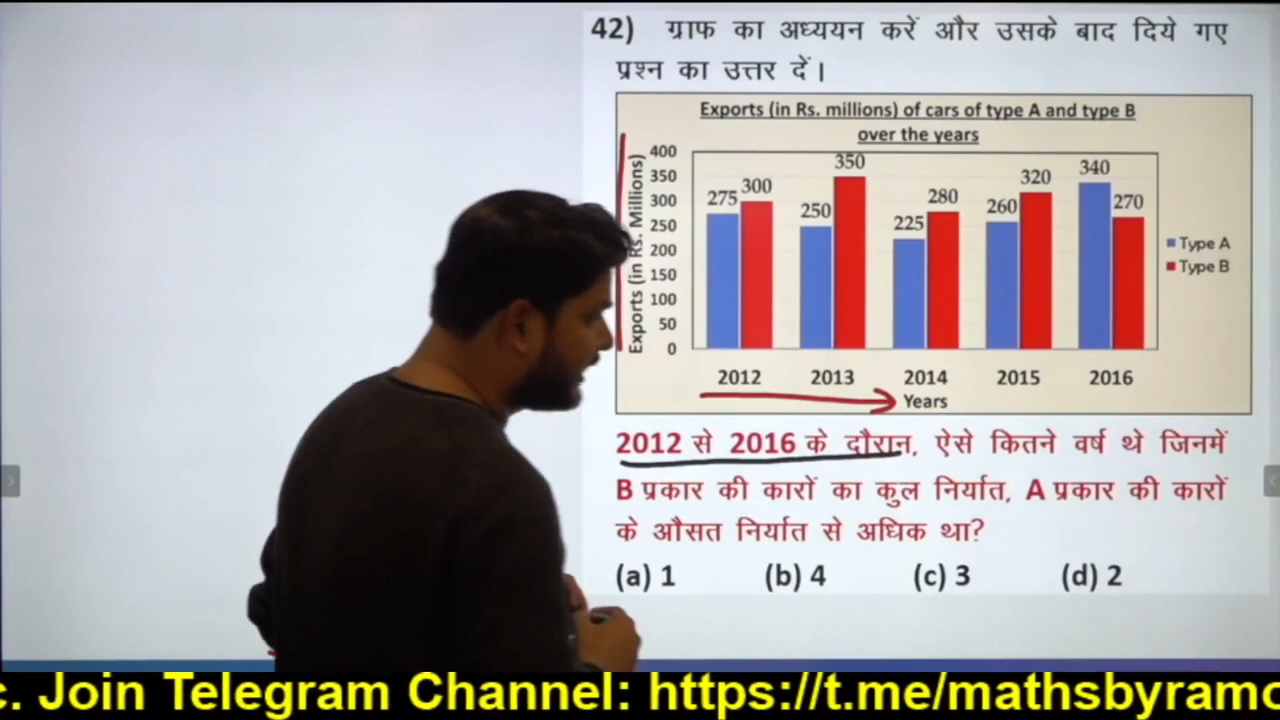 42) ग्राफ का अध्ययन करें और उसके बाद दिये गए
प्रश्न का उत्तर दें।
Exports (in Rs. millions) of cars of type A and type B
over the years
Exports (in Rs. Millions)
400
350
300
250
200
150
100
50
0
275
300
250
350
225
280
260
320
340
270
Type A
Type B
2012 2013 2014 2015 2016
Years
2012 से 2016 के दौरान, ऐसे कितने वर्ष थे जिनमें
B प्रकार की कारों का कुल निर्यात, A प्रकार की कारों
के औसत निर्यात से अधिक था?
(a) 1 (b) 4 (c) 3 (d) 2
c. Join Telegram Channel: https://t.me/mathsbyramo